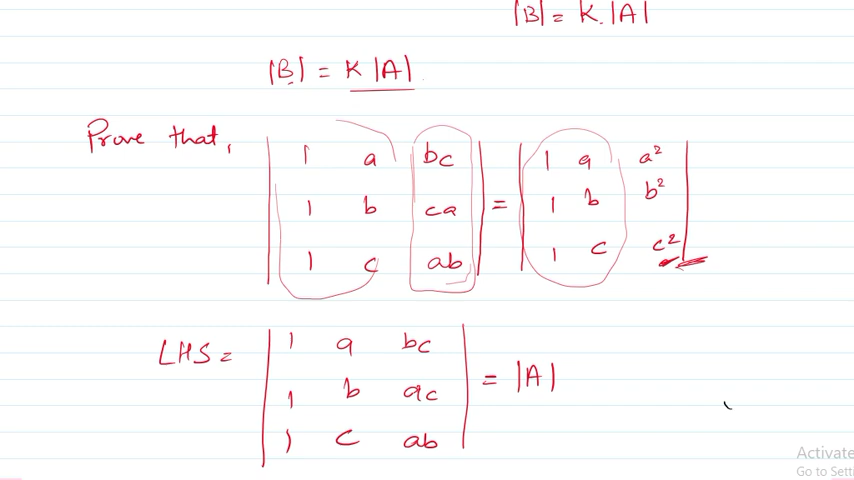 |B| = K. |A|
|B| = K |A|
Prove that, | 1 a bc | = | 1 a a² |
| 1 b ca | = | 1 b b² |
| 1 c ab | = | 1 c c² |
LHS = | 1 a bc |
| 1 b ac | = |A|
| 1 c ab |
Activate
Go to Setti